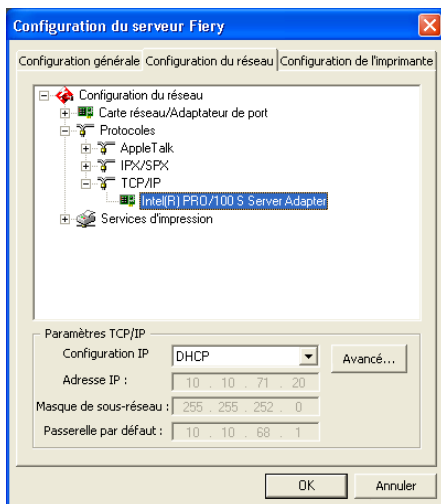 Configuration du serveur Fiery
Configuration générale Configuration du réseau Configuration de l'imprimante
Configuration du réseau
Carte réseau/Adaptateur de port
Protocoles
AppleTalk
IPX/SPX
TCP/IP
Intel(R) PRO/100 S Server Adapter
Services d'impression
Paramètres TCP/IP
Configuration IP DHCP Avancé...
Adresse IP : 10 . 10 . 71 . 20
Masque de sous-réseau : 255 . 255 . 252 . 0
Passerelle par défaut : 10 . 10 . 68 . 1
OK Annuler